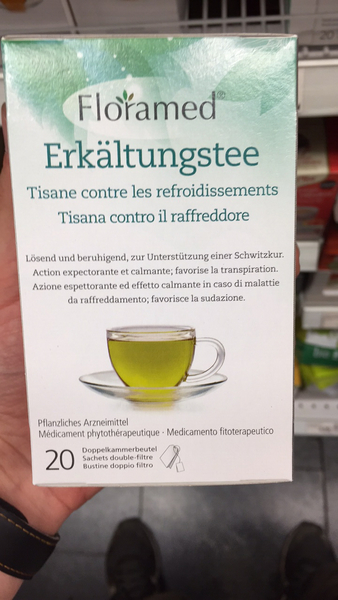 Floramed®
Erkältungstee
Tisane contre les refroidissements
Tisana contro il raffreddore
Lösend und beruhigend, zur Unterstützung einer Schwitzkur.
Action expectorante et calmante; favorise la transpiration.
Azione espettorante ed effetto calmante in caso di malattie
da raffreddamento; favorisce la sudazione.
Pflanzliches Arzneimittel
Médicament phytothérapeutique · Medicamento fitoterapeutico
20 Doppelkammerbeutel
Sachets double-filtre
Bustine doppio filtro